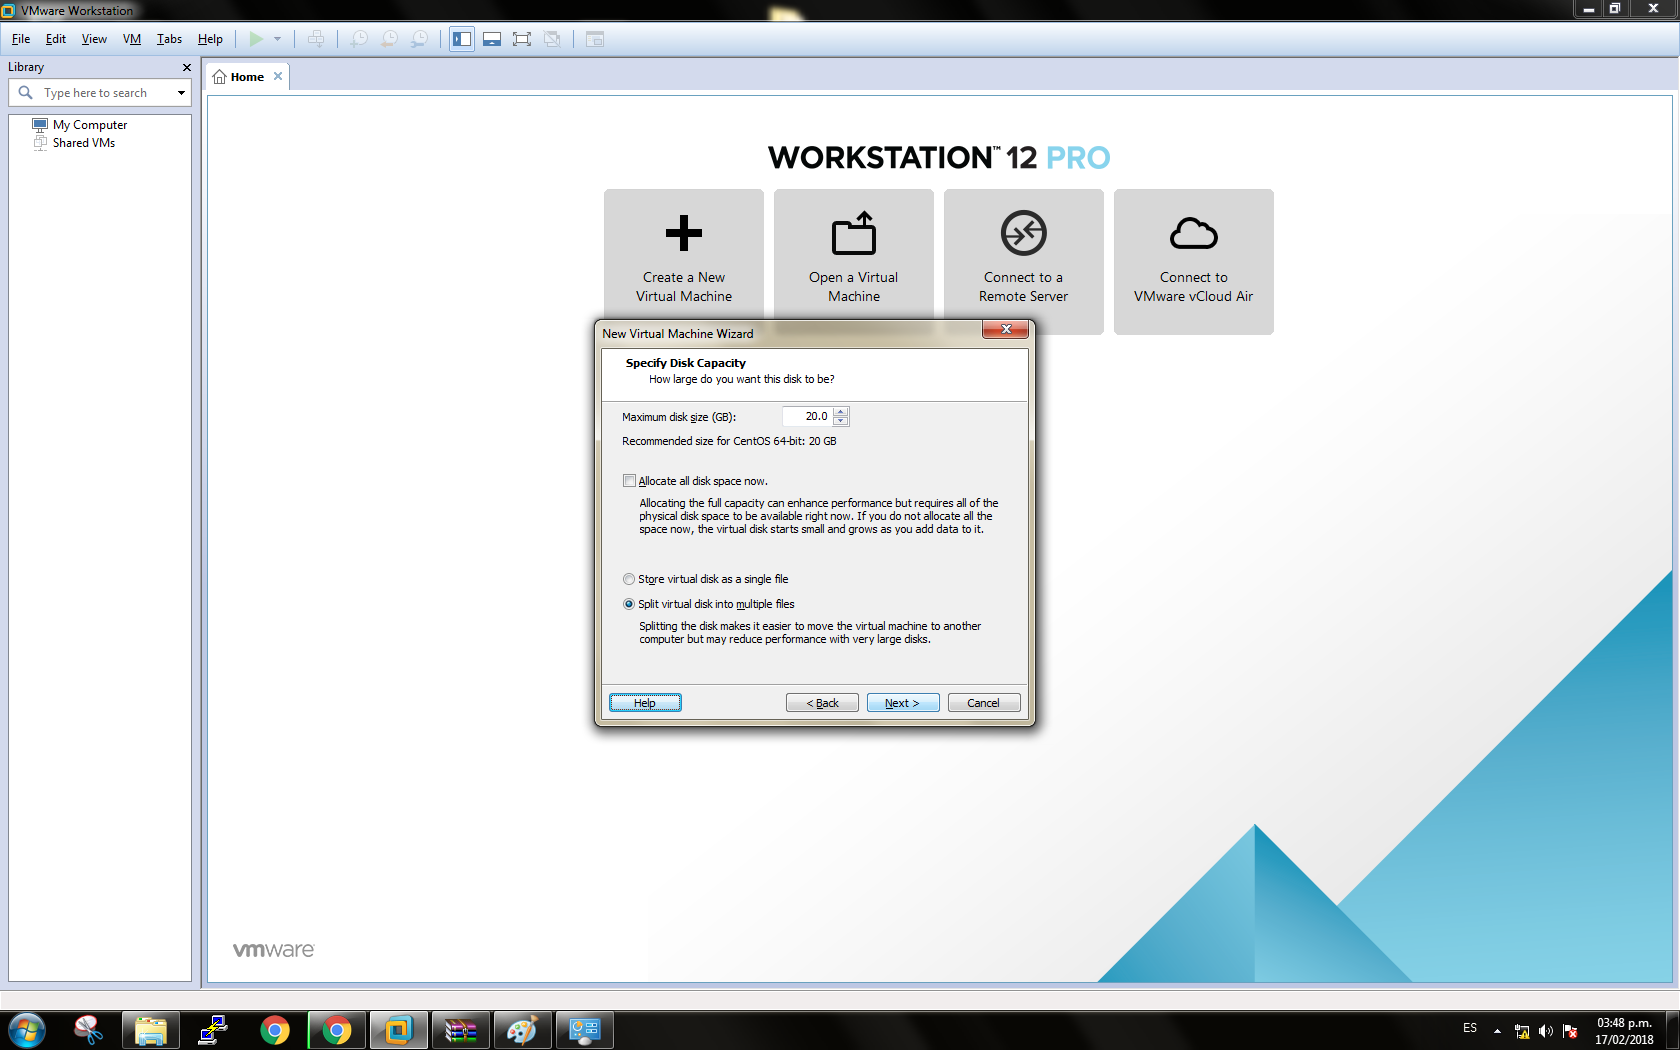 VMware Workstation
File Edit View VM Tabs Help
Library
Type here to search
My Computer
Shared VMs
Home
WORKSTATION™ 12 PRO
Create a New
Virtual Machine
Open a Virtual
Machine
Connect to a
Remote Server
Connect to
VMware vCloud Air
New Virtual Machine Wizard
Specify Disk Capacity
How large do you want this disk to be?
Maximum disk size (GB): 20.0
Recommended size for CentOS 64-bit: 20 GB
Allocate all disk space now.
Allocating the full capacity can enhance performance but requires all of the
physical disk space to be available right now. If you do not allocate all the
space now, the virtual disk starts small and grows as you add data to it.
Store virtual disk as a single file
Split virtual disk into multiple files
Splitting the disk makes it easier to move the virtual machine to another
computer but may reduce performance with very large disks.
Help < Back Next > Cancel
vmware
ES
03:48 p.m.
17/02/2018